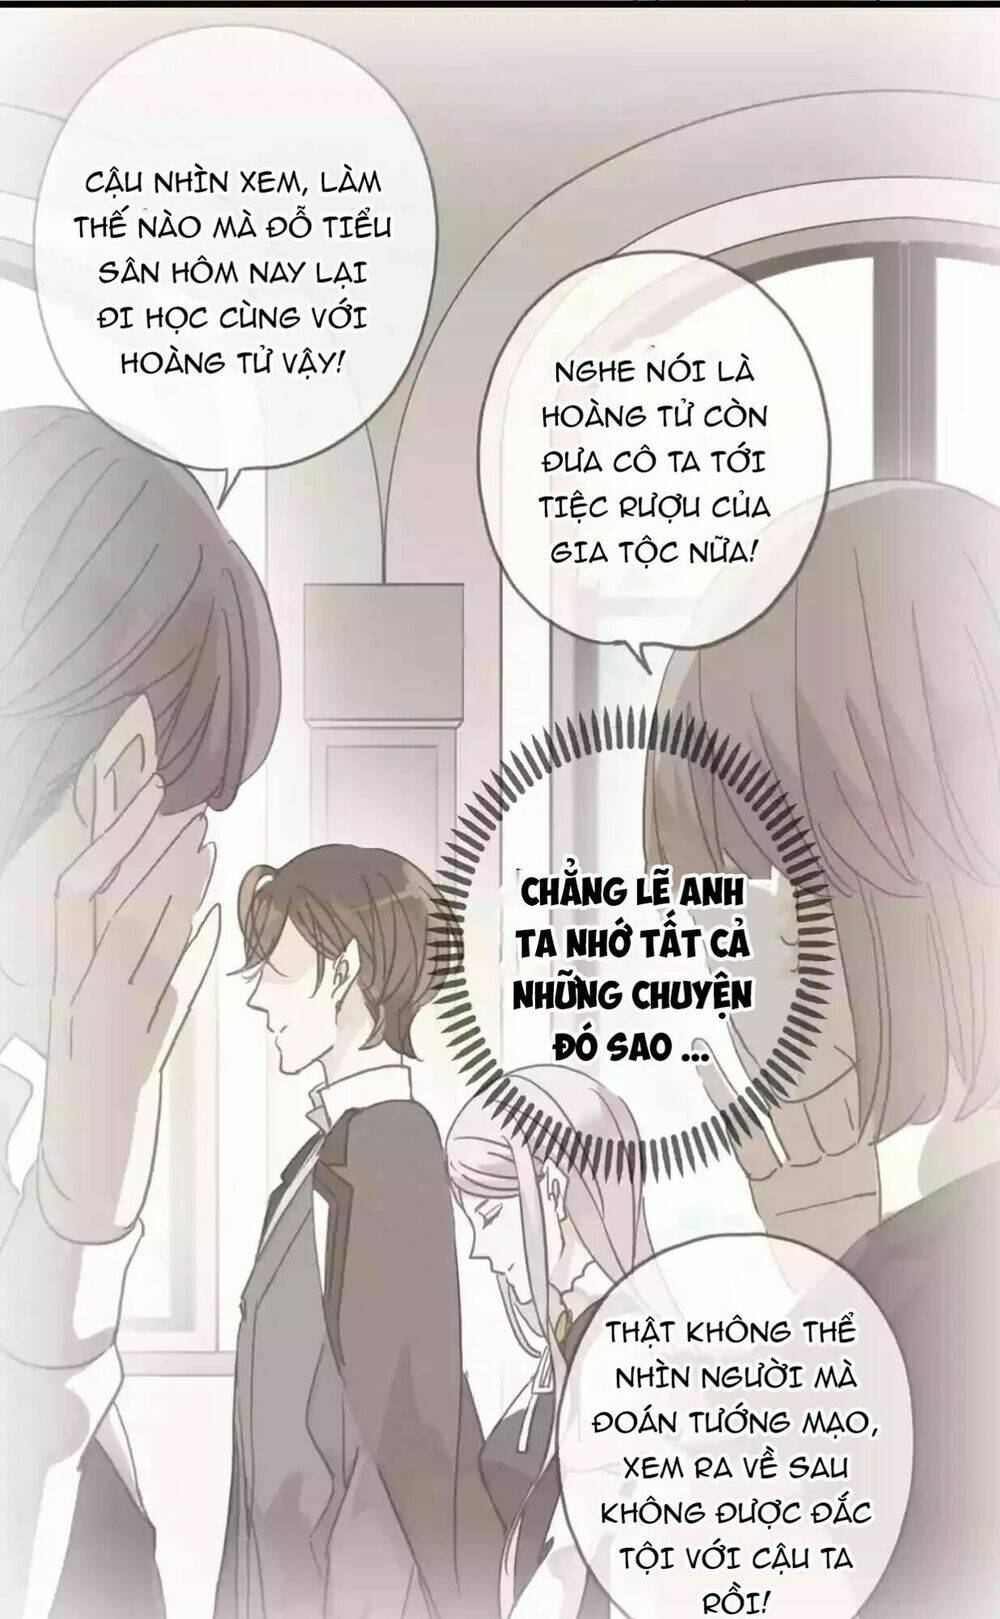 CẬU NHÌN XEM, LÀM
THẾ NÀO MÀ ĐỖ TIỂU
SÂN HÔM NAY LẠI
ĐI HỌC CÙNG VỚI
HOÀNG TỬ VẬY!
NGHE NÓI LÀ
HOÀNG TỬ CÒN
ĐƯA CÔ TA TỚI
TIỆC RƯỢU CỦA
GIA TỘC NỮA!
CHẲNG LẼ ANH
TA NHỚ TẤT CẢ
NHỮNG CHUYỆN
ĐÓ SAO ...
THẬT KHÔNG THỂ
NHÌN NGƯỜI MÀ
ĐOÁN TƯỚNG MẠO,
XEM RA VỀ SAU
KHÔNG ĐƯỢC ĐẮC
TỘI VỚI CẬU TA
RỒI!